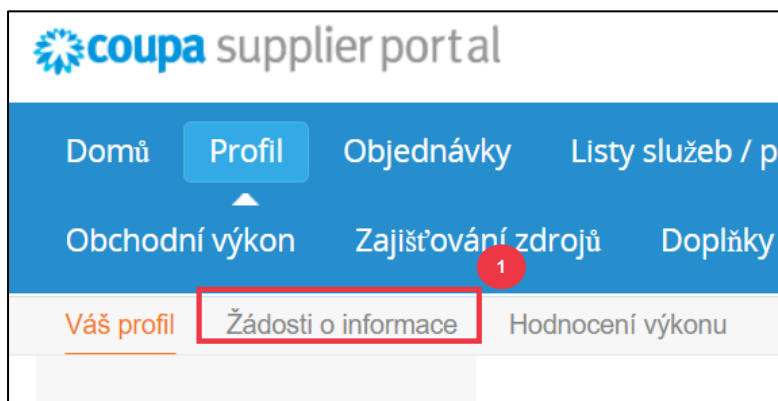 coupa supplier portal
Domů Profil Objednávky Listy služeb / p
Obchodní výkon Zajišťování zdrojů Doplňky
1
Váš profil Žádosti o informace Hodnocení výkonu